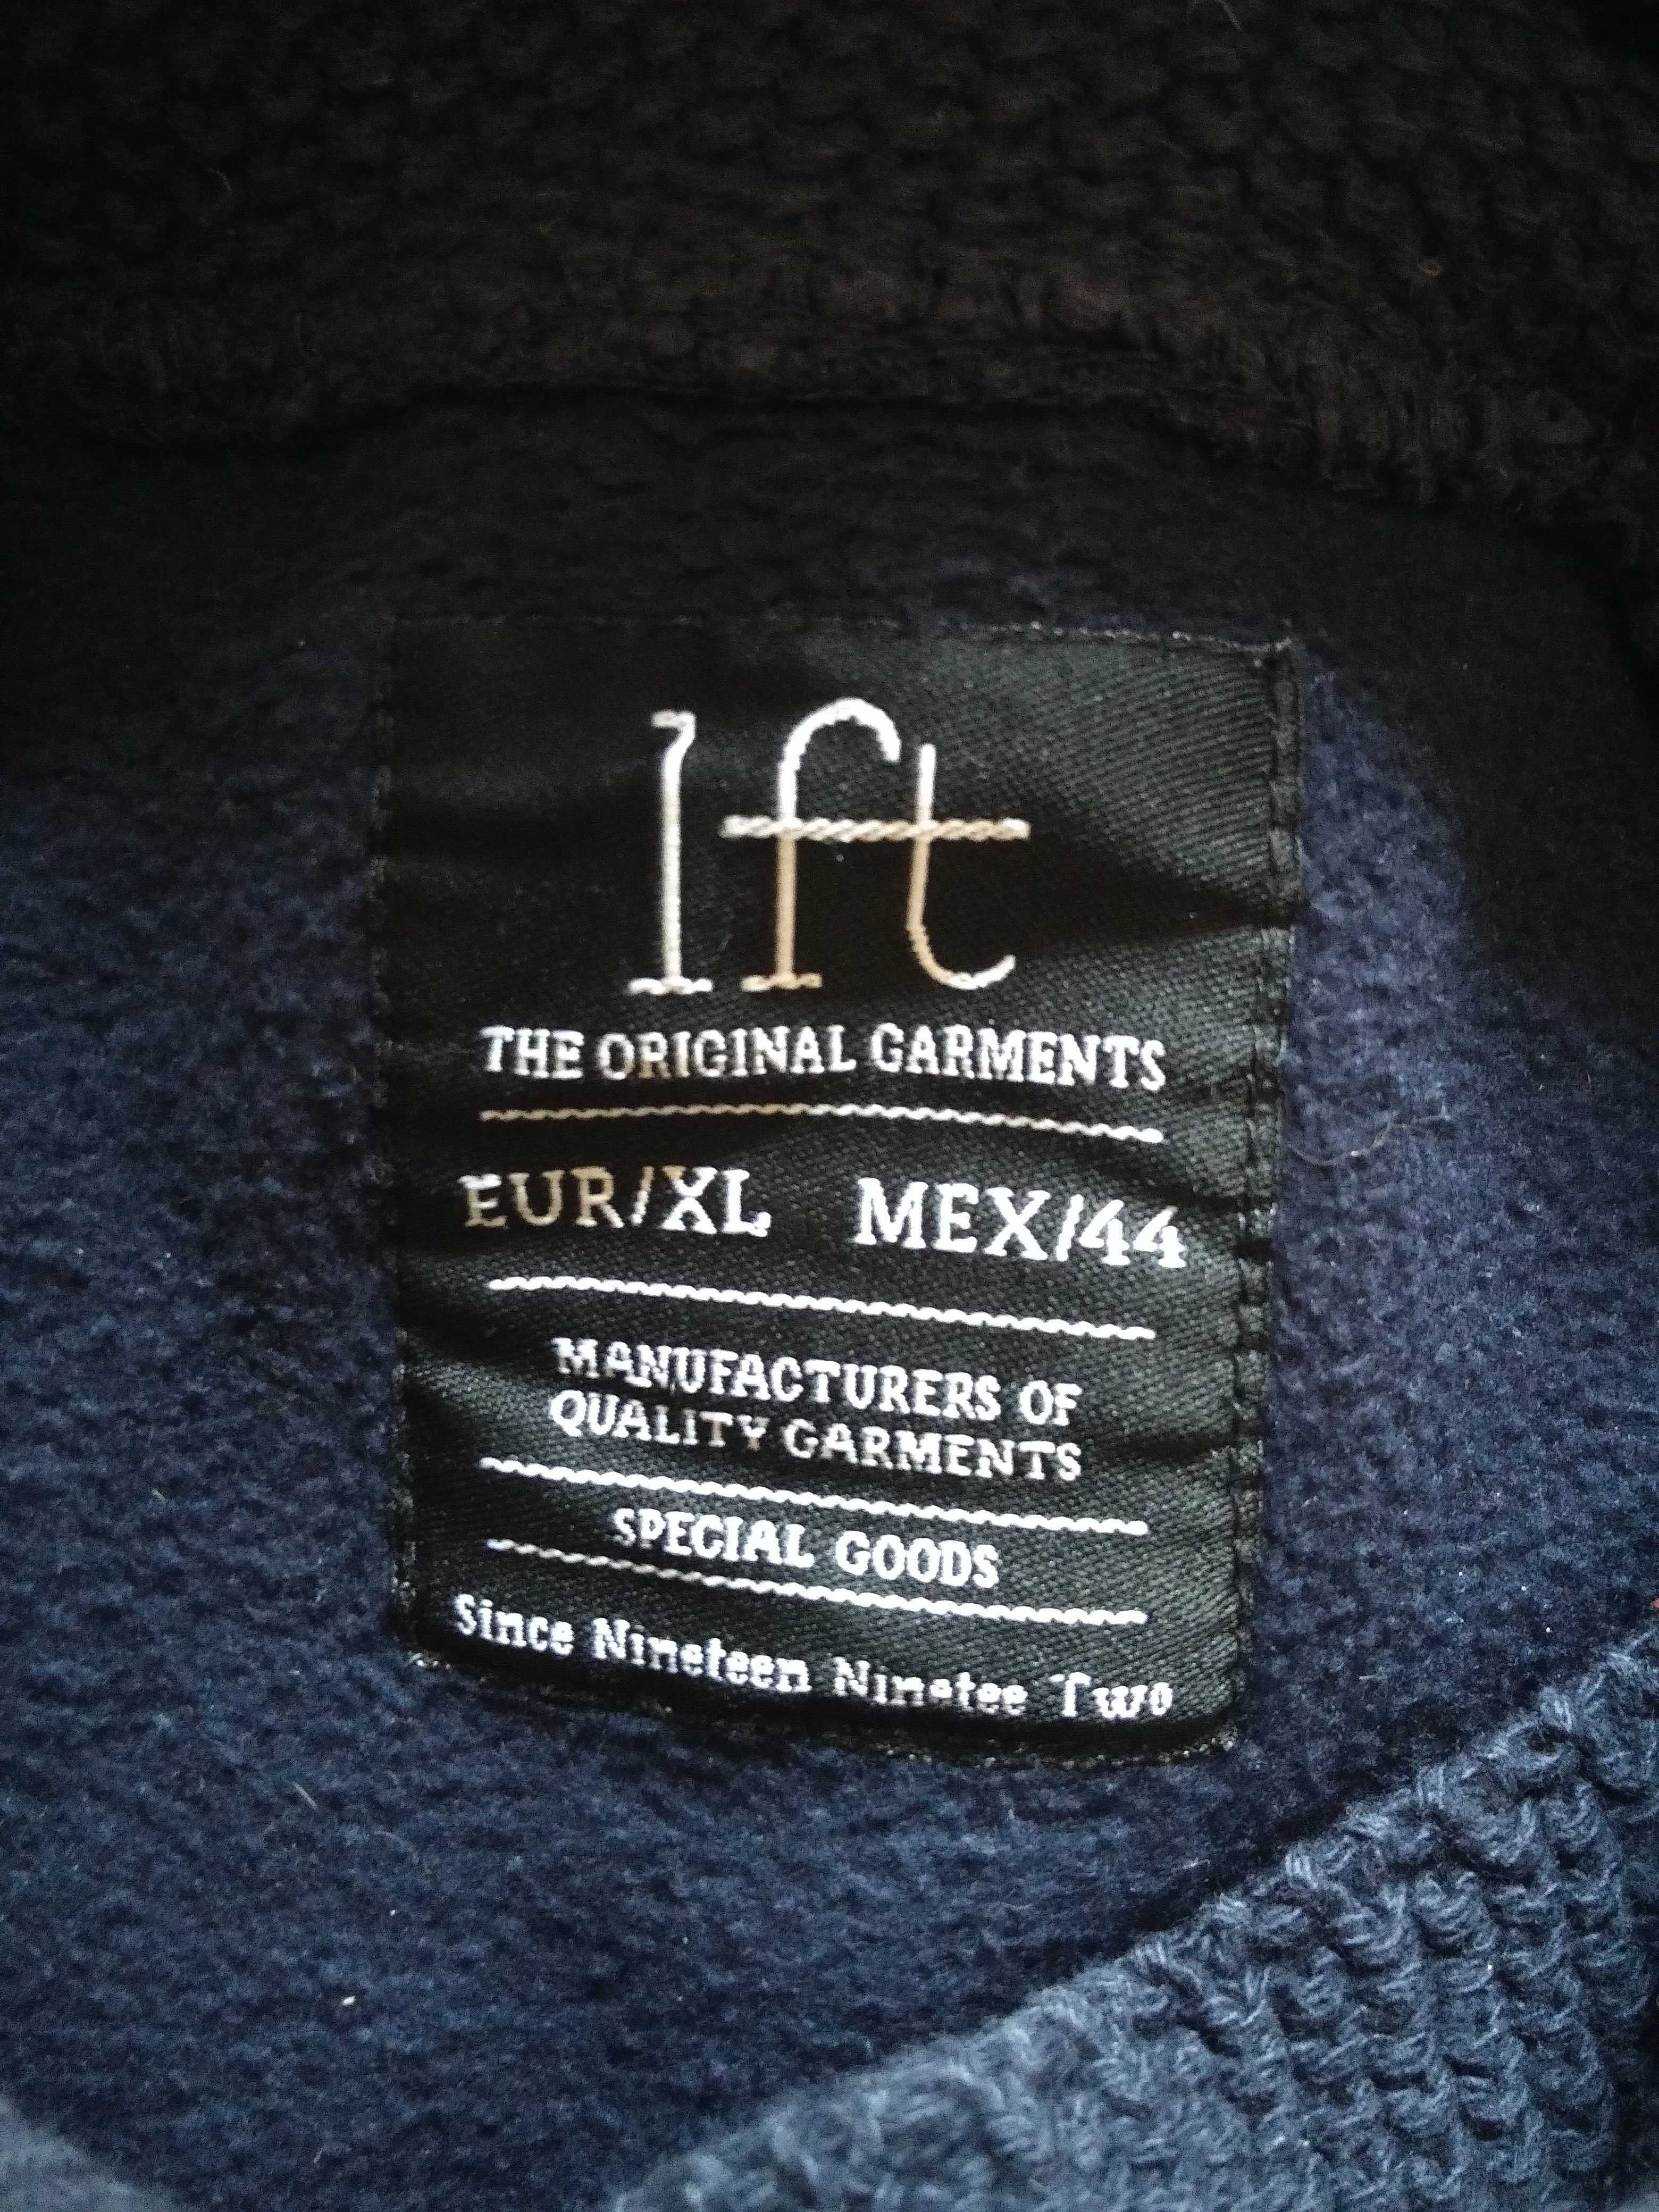 lft
THE ORIGINAL GARMENTS
EUR/XL MEX/44
MANUFACTURERS OF
QUALITY GARMENTS
SPECIAL GOODS
Since Nineteen Ninetee Two